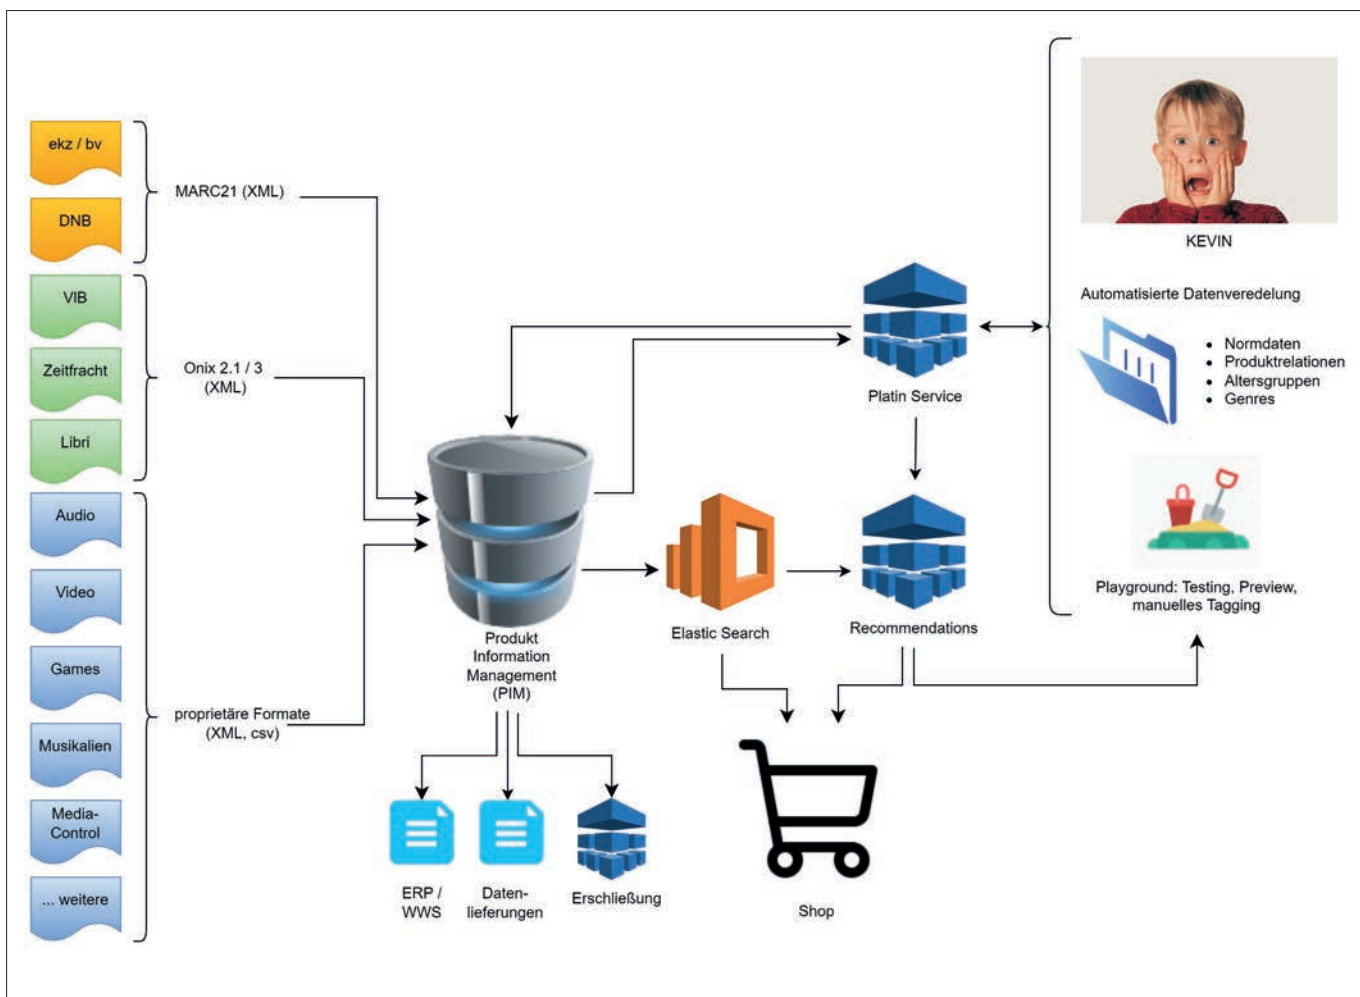 ekz / bv
DNB
MARC21 (XML)
VIB
Zeitfracht
Libri
Onix 2.1 / 3
(XML)
Audio
Video
Games
Musikalien
Media-
Control
... weitere
proprietäre Formate
(XML, csv)
Produkt
Information
Management
(PIM)
ERP /
WWS
Daten-
lieferungen
Erschließung
Elastic Search
Platin Service
Recommendations
Shop
KEVIN
Automatisierte Datenveredelung
• Normdaten
• Produktrelationen
• Altersgruppen
• Genres
Playground: Testing, Preview,
manuelles Tagging